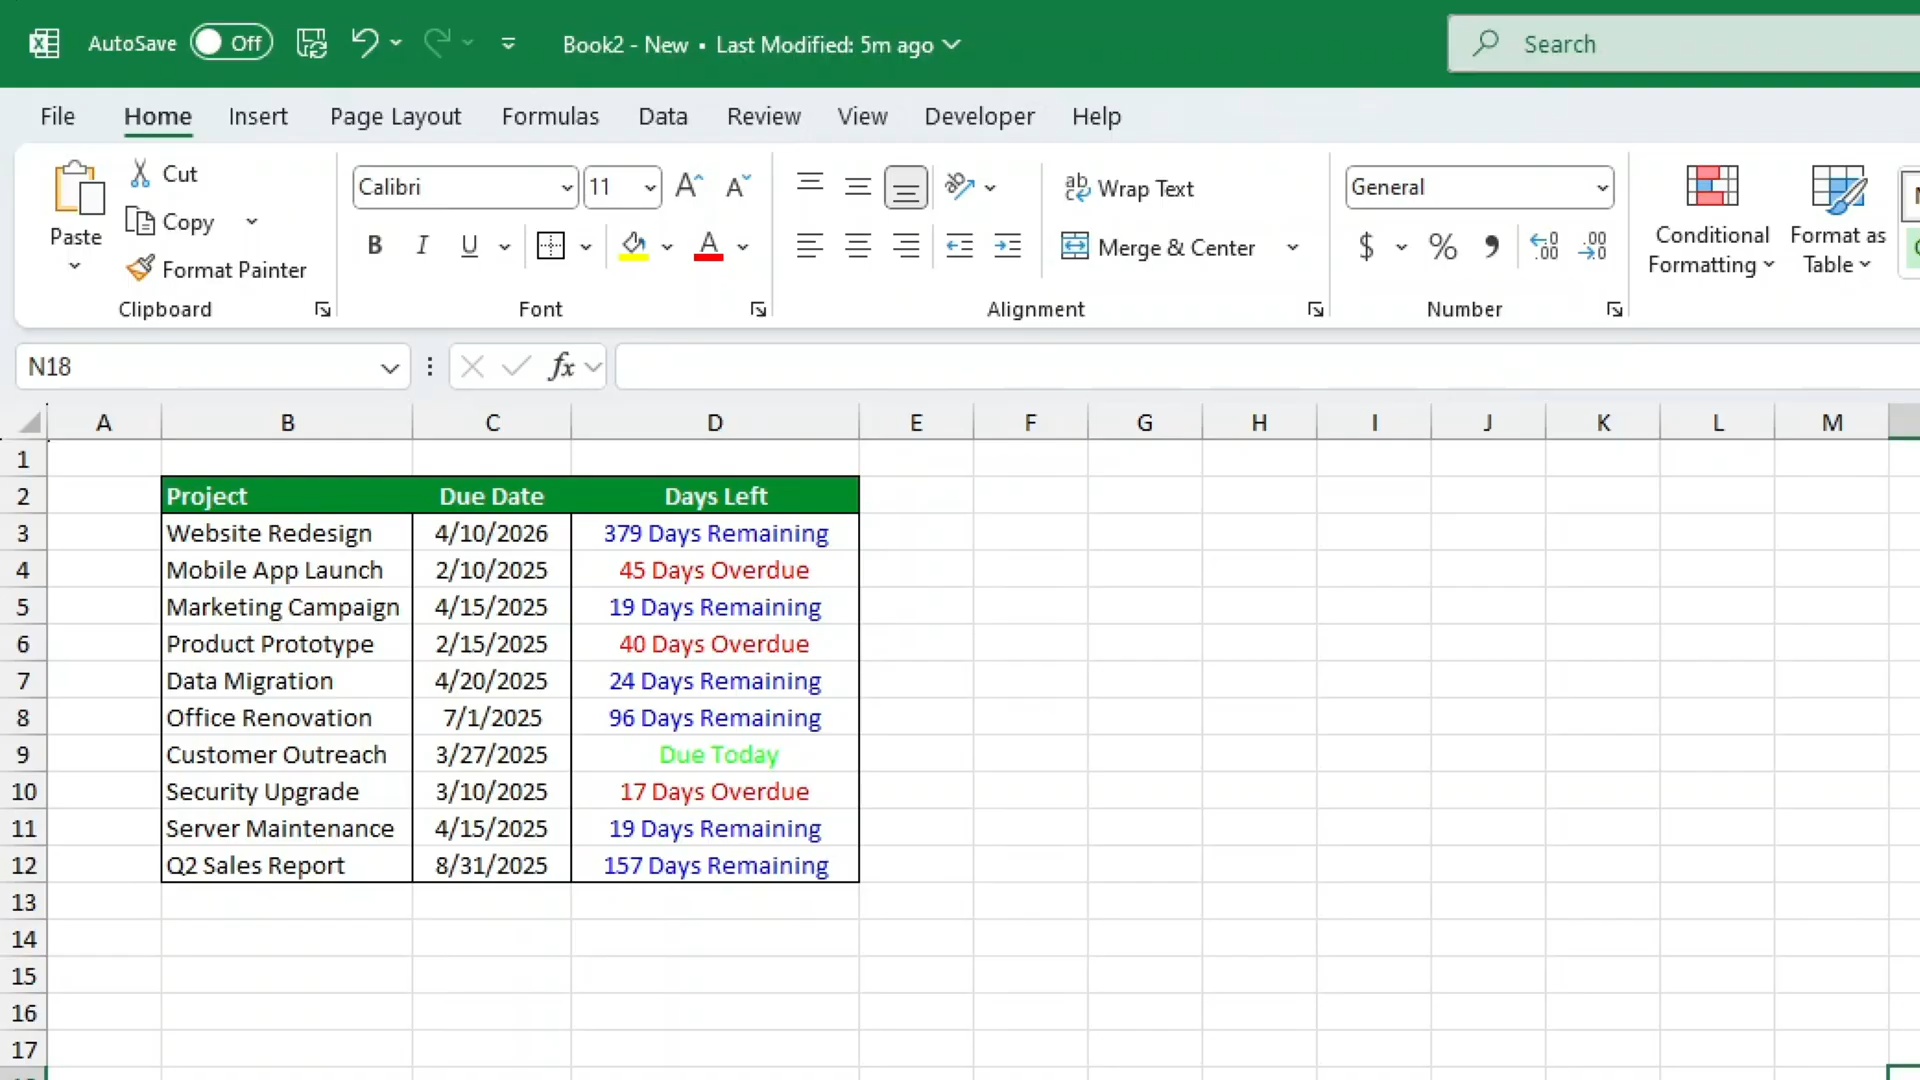 AutoSave Off Book2 - New • Last Modified: 5m ago Search
File Home Insert Page Layout Formulas Data Review View Developer Help
Paste
Cut
Copy
Format Painter
Clipboard
Calibri 11
B I U A
Font
Wrap Text
Merge & Center
Alignment
General
$ % 9 .00
Number
Conditional Formatting
Format as Table
N18 fx
A B C D E F G H I J K L M
1
2 Project Due Date Days Left
3 Website Redesign 4/10/2026 379 Days Remaining
4 Mobile App Launch 2/10/2025 45 Days Overdue
5 Marketing Campaign 4/15/2025 19 Days Remaining
6 Product Prototype 2/15/2025 40 Days Overdue
7 Data Migration 4/20/2025 24 Days Remaining
8 Office Renovation 7/1/2025 96 Days Remaining
9 Customer Outreach 3/27/2025 Due Today
10 Security Upgrade 3/10/2025 17 Days Overdue
11 Server Maintenance 4/15/2025 19 Days Remaining
12 Q2 Sales Report 8/31/2025 157 Days Remaining
13
14
15
16
17